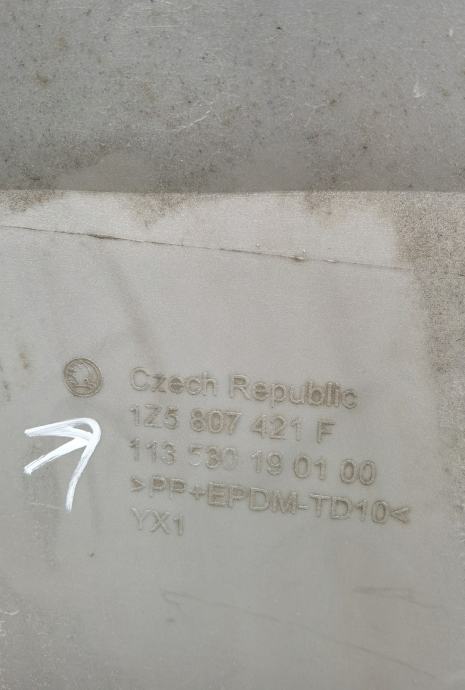 Czech Republic
1Z5 807 421 F
113 530 19 01 00
>PP+EPDM-TD10<
YX1